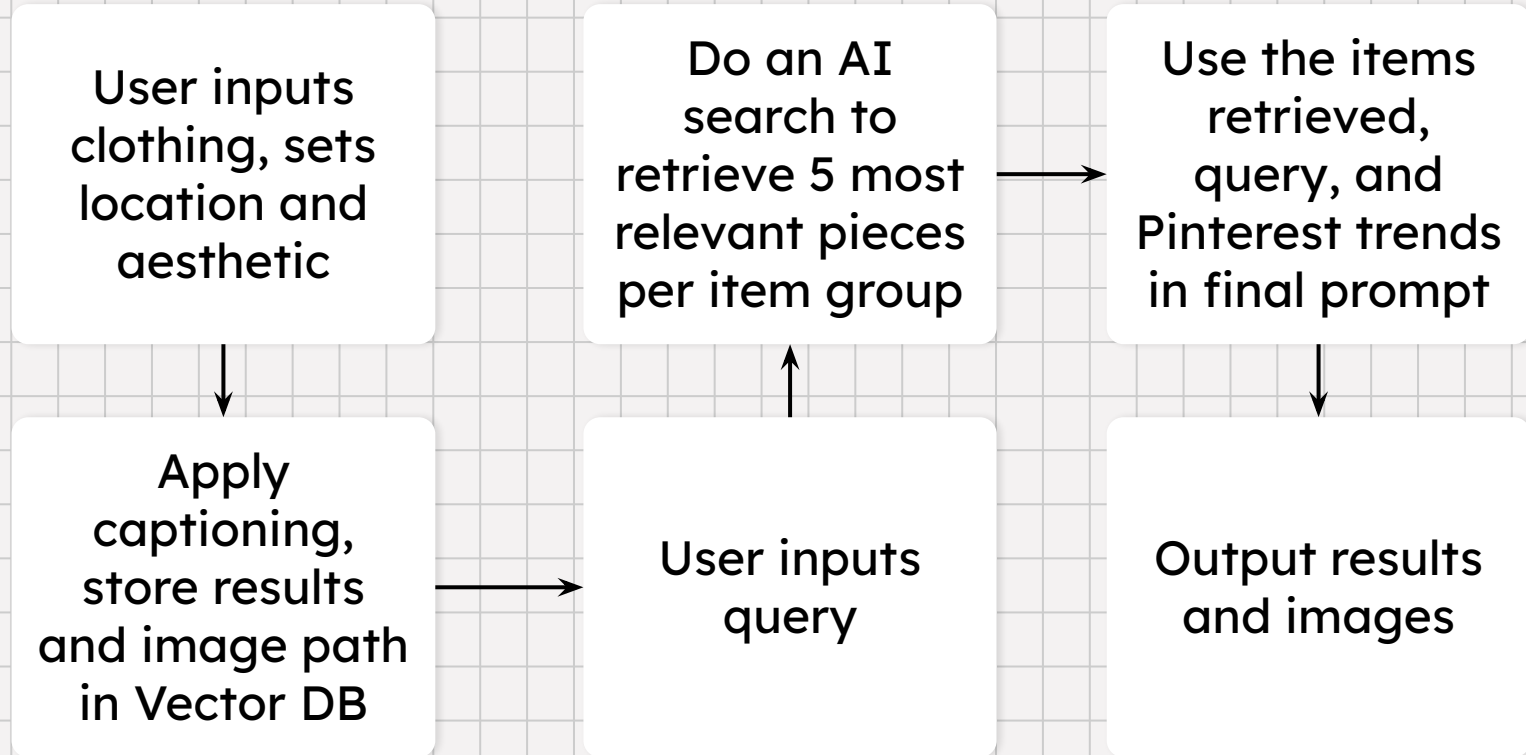 User inputs
clothing, sets
location and
aesthetic
Apply
captioning,
store results
and image path
in Vector DB
User inputs
query
Do an AI
search to
retrieve 5 most
relevant pieces
per item group
Use the items
retrieved,
query, and
Pinterest trends
in final prompt
Output results
and images